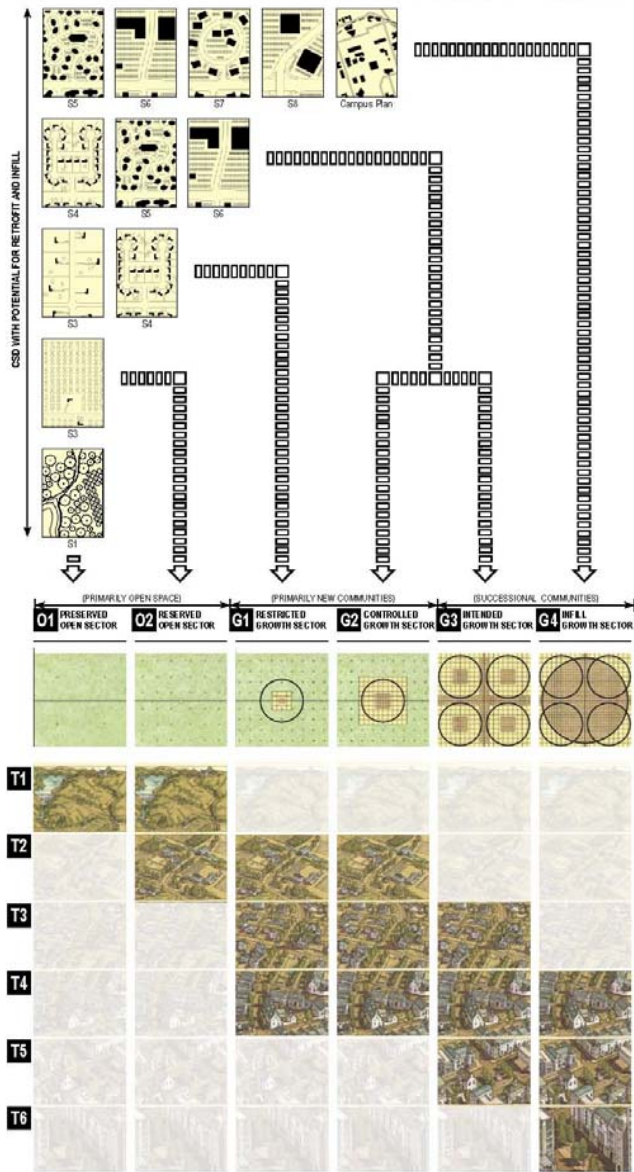 S5 S6 S7 S8 Campus Plan
S4 S5 S6
S3 S4
S3
S1
CSD WITH POTENTIAL FOR RETROFIT AND INFILL
(PRIMARILY OPEN SPACE) (PRIMARILY NEW COMMUNITIES) (SUCCESSIONAL COMMUNITIES)
O1 PRESERVED OPEN SECTOR
O2 RESERVED OPEN SECTOR
G1 RESTRICTED GROWTH SECTOR
G2 CONTROLLED GROWTH SECTOR
G3 INTENDED GROWTH SECTOR
G4 INFILL GROWTH SECTOR
T1
T2
T3
T4
T5
T6